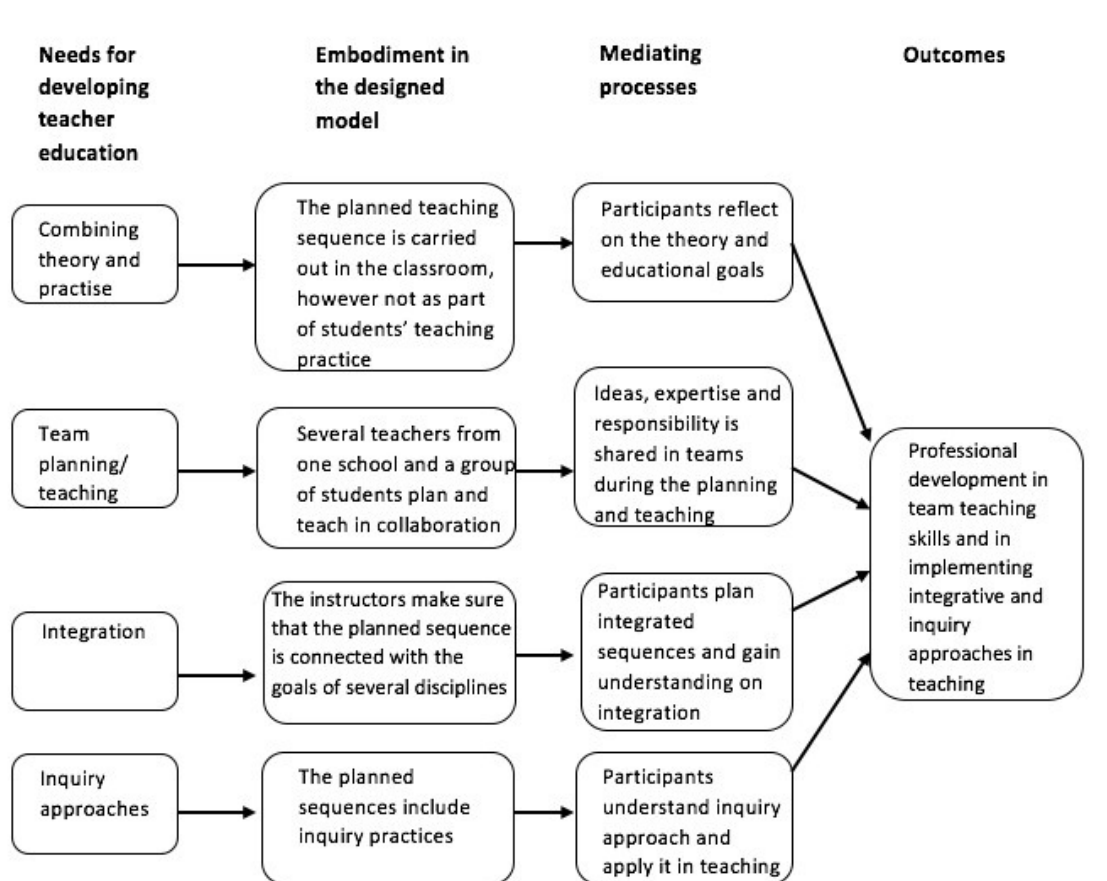 Needs for
developing
teacher
education
Embodiment in
the designed
model
Mediating
processes
Outcomes
Combining
theory and
practise
The planned teaching
sequence is carried
out in the classroom,
however not as part
of students’ teaching
practice
Participants reflect
on the theory and
educational goals
Team
planning/
teaching
Several teachers from
one school and a group
of students plan and
teach in collaboration
Ideas, expertise and
responsibility is
shared in teams
during the planning
and teaching
Integration
The instructors make sure
that the planned sequence
is connected with the
goals of several disciplines
Participants plan
integrated
sequences and gain
understanding on
integration
Inquiry
approaches
The planned
sequences include
inquiry practices
Participants
understand inquiry
approach and
apply it in teaching
Professional
development in
team teaching
skills and in
implementing
integrative and
inquiry
approaches in
teaching